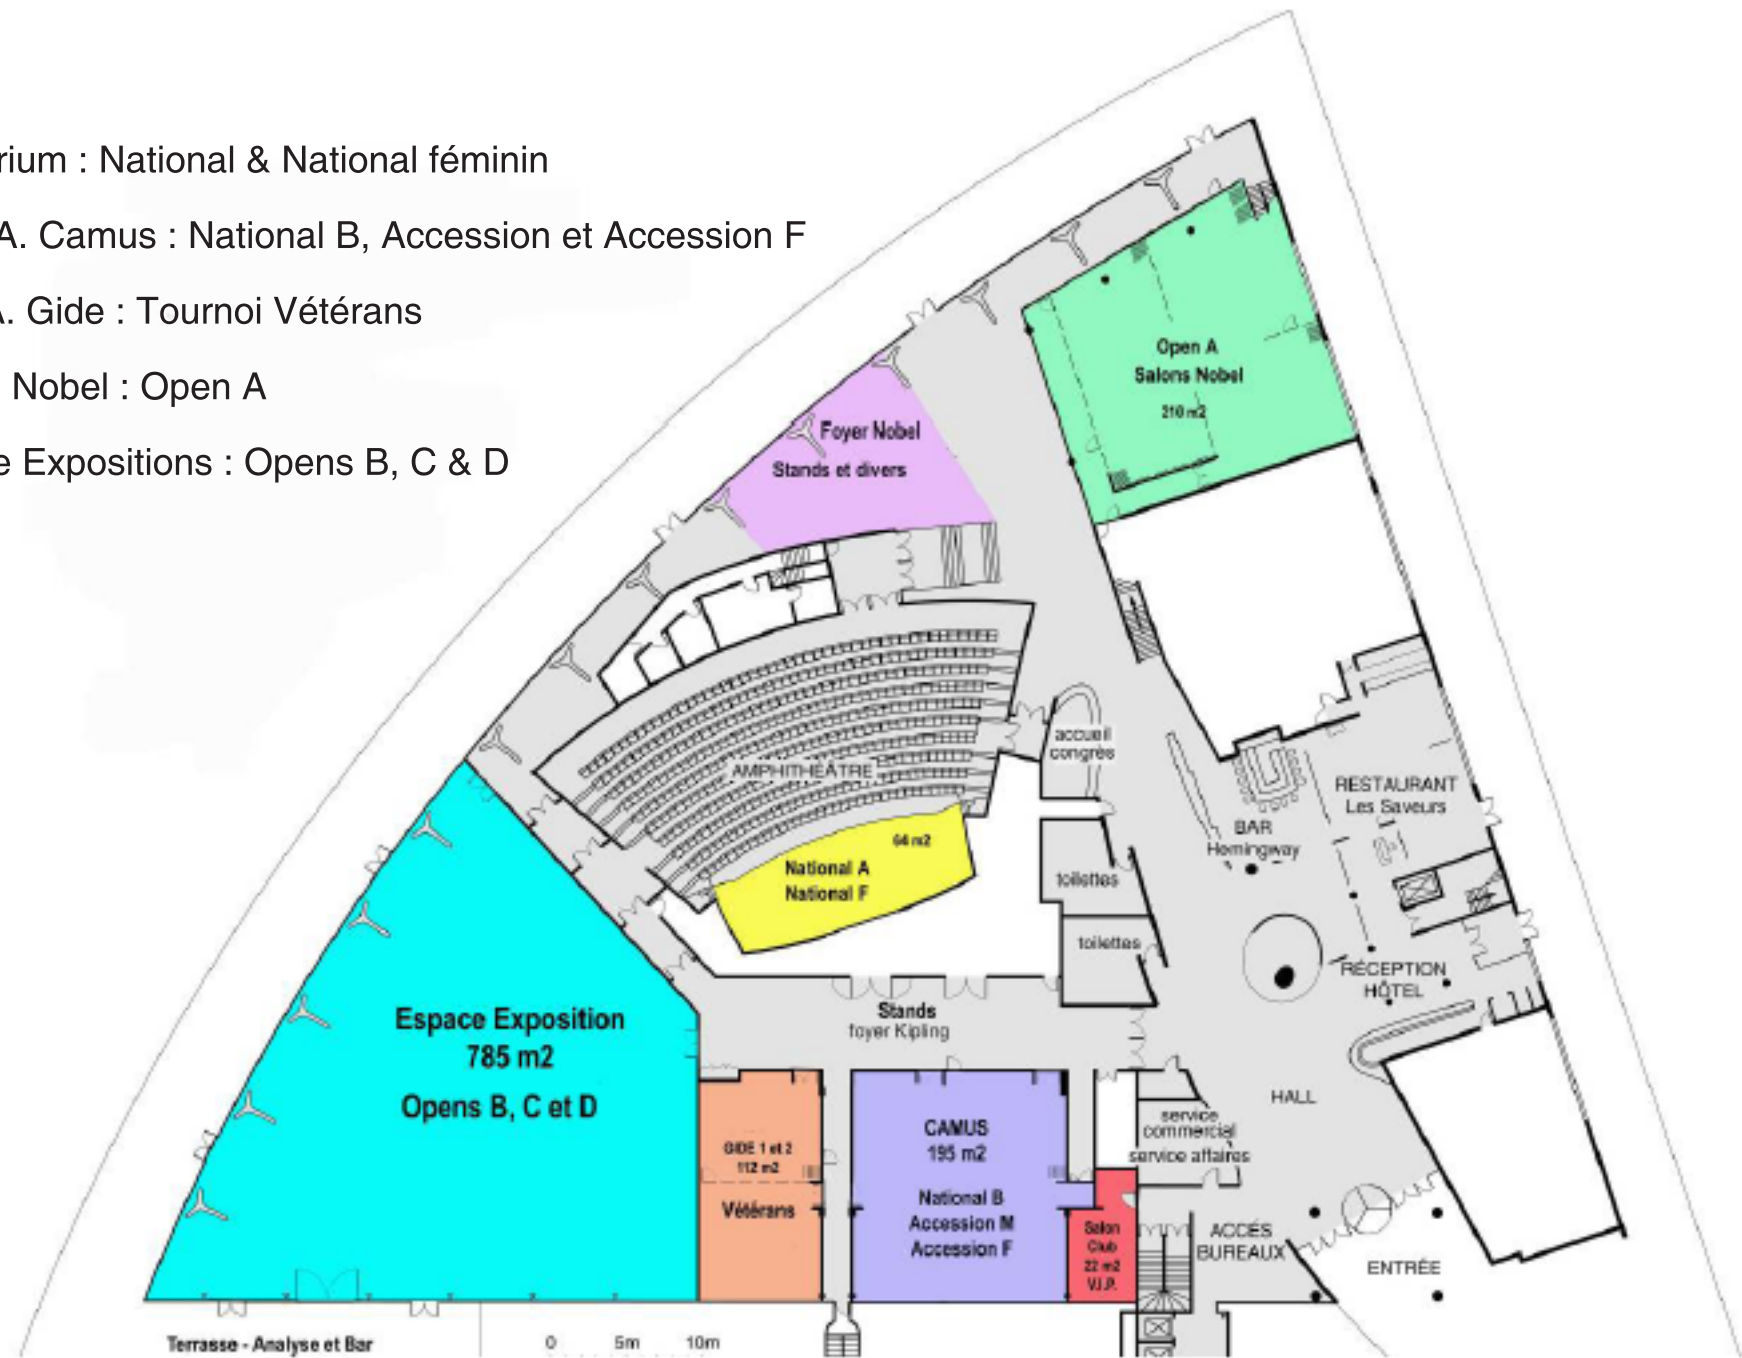 rium : National & National féminin
A. Camus : National B, Accession et Accession F
A. Gide : Tournoi Vétérans
Nobel : Open A
e Expositions : Opens B, C & D
Open A
Salons Nobel
210 m2
Foyer Nobel
Stands et divers
accueil
congrès
AMPHITHÉATRE
RESTAURANT
Les Saveurs
BAR
Hemingway
64 m2
National A
National F
toilettes
toilettes
RÉCEPTION
HÔTEL
Espace Exposition
785 m2
Opens B, C et D
Stands
foyer Kipling
HALL
service
commercial
service affaires
GIDE 1 et 2
112 m2
Vétérans
CAMUS
195 m2
National B
Accession M
Accession F
Salon
Club
22 m2
V.I.P.
ACCÉS
BUREAUX
ENTRÉE
Terrasse - Analyse et Bar
0 5m 10m